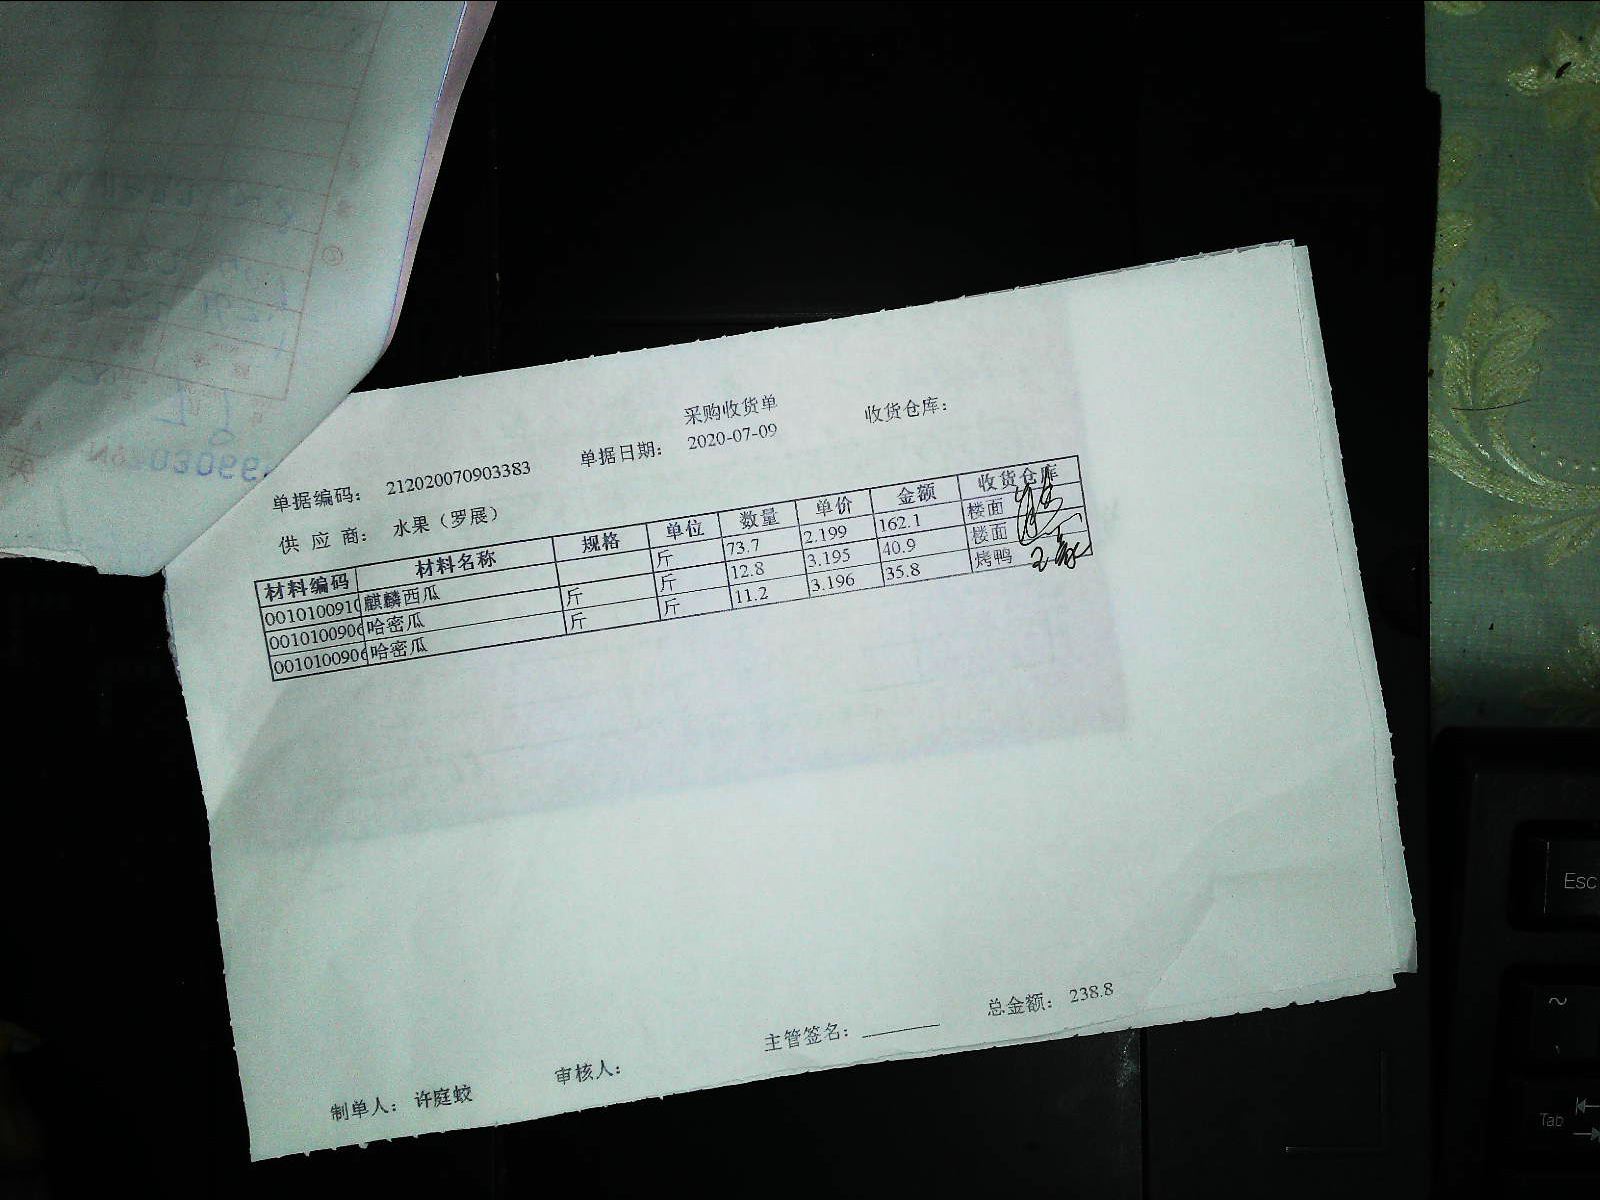 采购收货单
单据编码： 212020070903383 单据日期： 2020-07-09 收货仓库：
供 应 商： 水果（罗展）
材料编码 材料名称 规格 单位 数量 单价 金额 收货仓库
0010100910 麒麟西瓜 斤 73.7 2.199 162.1 楼面
0010100906 哈密瓜 斤 斤 12.8 3.195 40.9 楼面
0010100906 哈密瓜 斤 斤 11.2 3.196 35.8 烤鸭
总金额： 238.8
主管签名：
审核人：
制单人： 许庭蛟
Esc
~
Tab